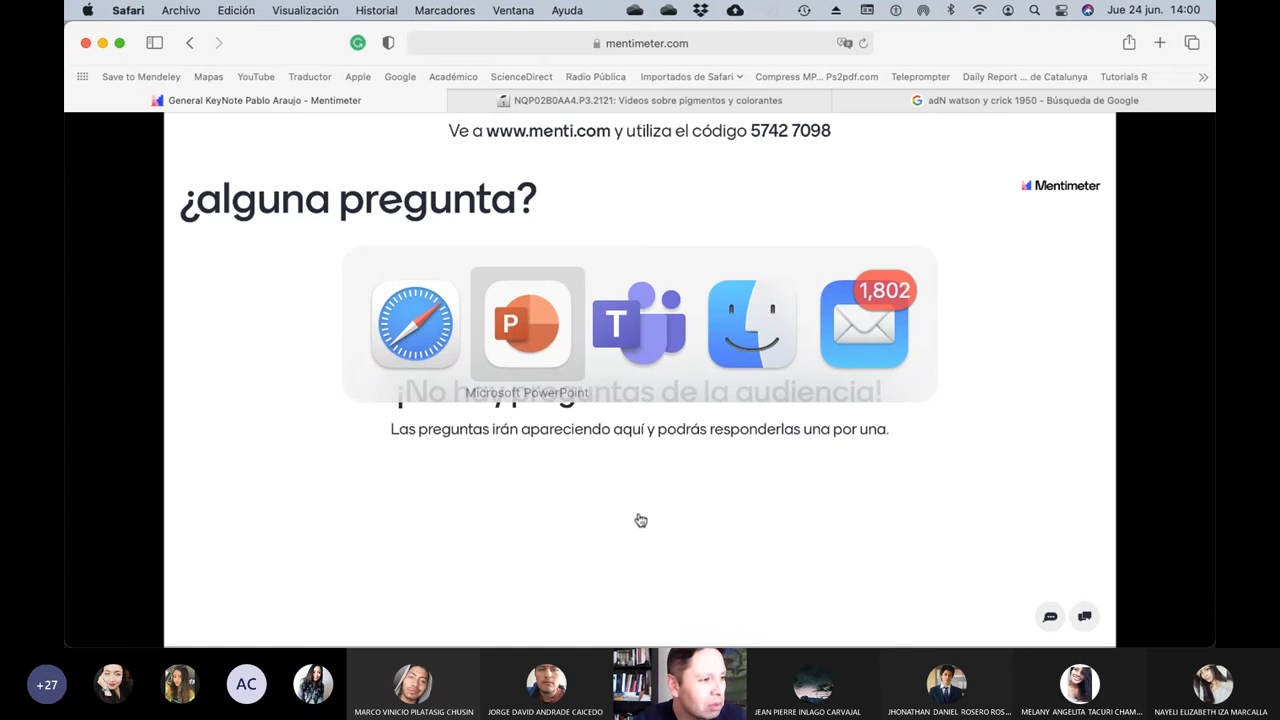 Safari Archivo Edición Visualización Historial Marcadores Ventana Ayuda Jue 24 jun. 14:00
mentimeter.com
Save to Mendeley Mapas YouTube Traductor Apple Google Académico ScienceDirect Radio Pública Importados de Safari Compress MP... Ps2pdf.com Teleprompter Daily Report ... de Catalunya Tutorials R
General KeyNote Pablo Araujo - Mentimeter NQP02B0AA4.P3.2121: Videos sobre pigmentos y colorantes adN watson y crick 1950 - Búsqueda de Google
Ve a www.menti.com y utiliza el código 5742 7098
¿alguna pregunta?
Mentimeter
1,802
P
T
Microsoft PowerPoint
¡No hay preguntas de la audiencia!
Las preguntas irán apareciendo aquí y podrás responderlas una por una.
+27
AC
MARCO VINICIO PILATASIG CHUSIN
JORGE DAVID ANDRADE CAICEDO
JEAN PIERRE INLAGO CARVAJAL
JHONATHAN DANIEL ROSERO ROS...
MELANY ANGELITA TACURI CHAM...
NAYELI ELIZABETH IZA MARCALLA